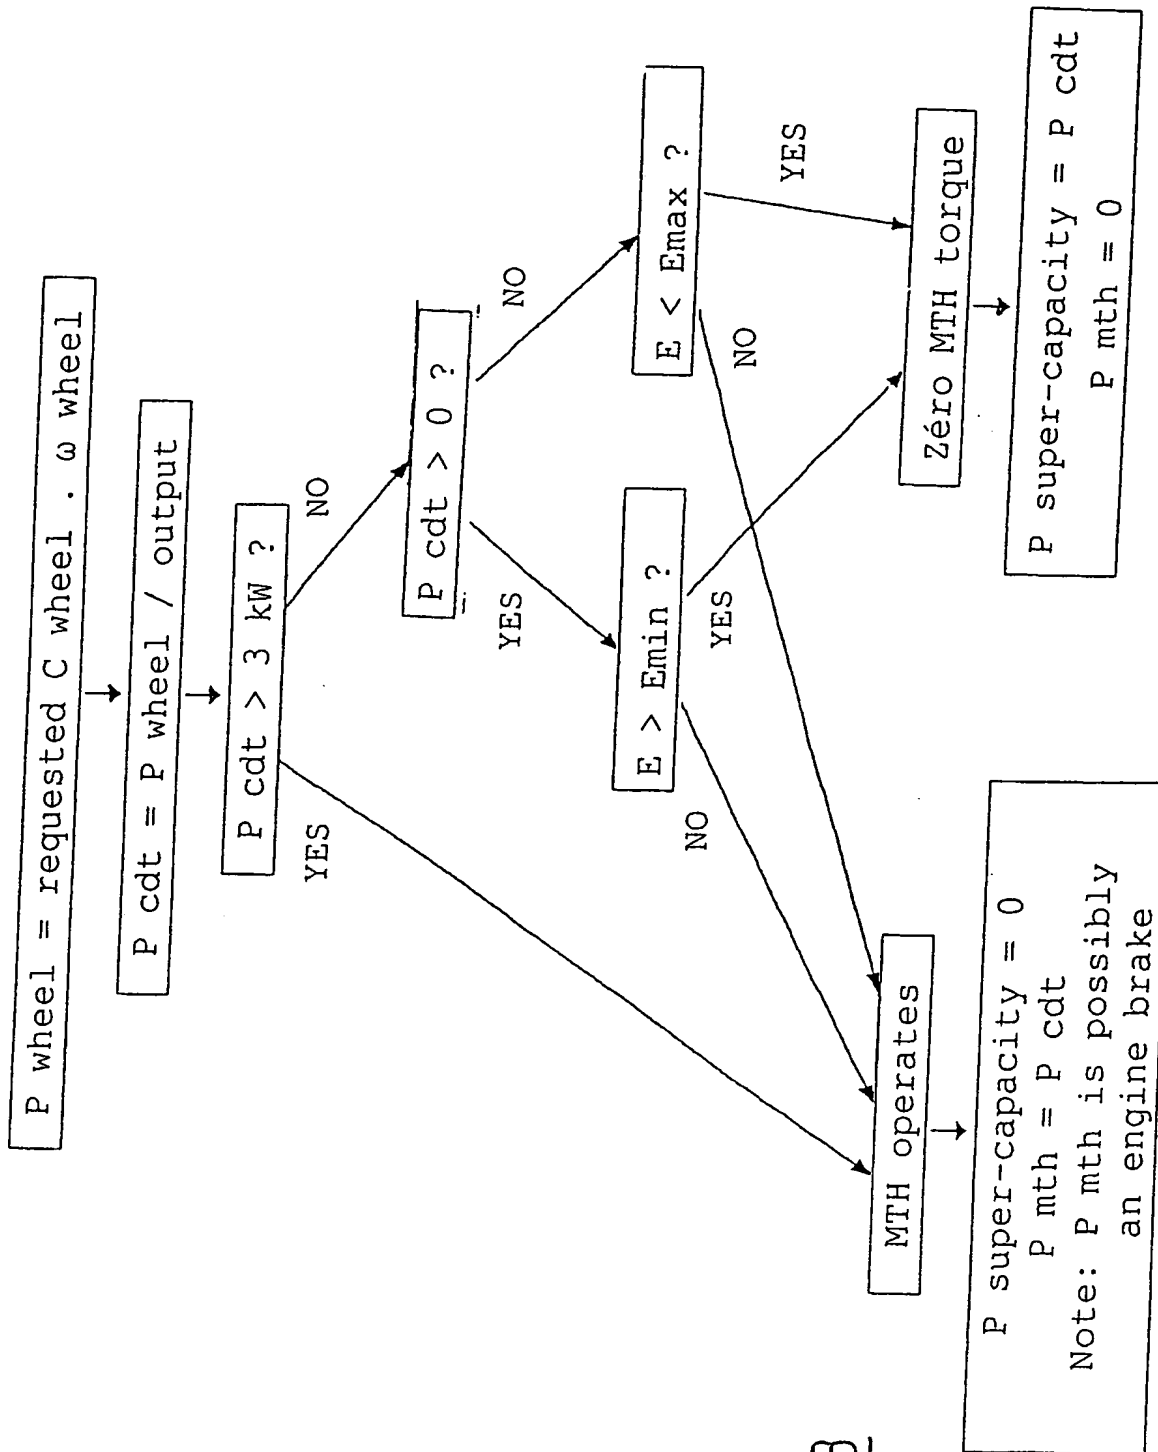 P wheel = requested C wheel . ω wheel
P cdt = P wheel / output
P cdt > 3 kW ?
YES
NO
P cdt > 0 ?
YES
NO
E > Emin ?
E < Emax ?
NO
YES
NO
YES
MTH operates
Zéro MTH torque
P super-capacity = 0
P mth = P cdt
Note: P mth is possibly
an engine brake
P super-capacity = P cdt
P mth = 0